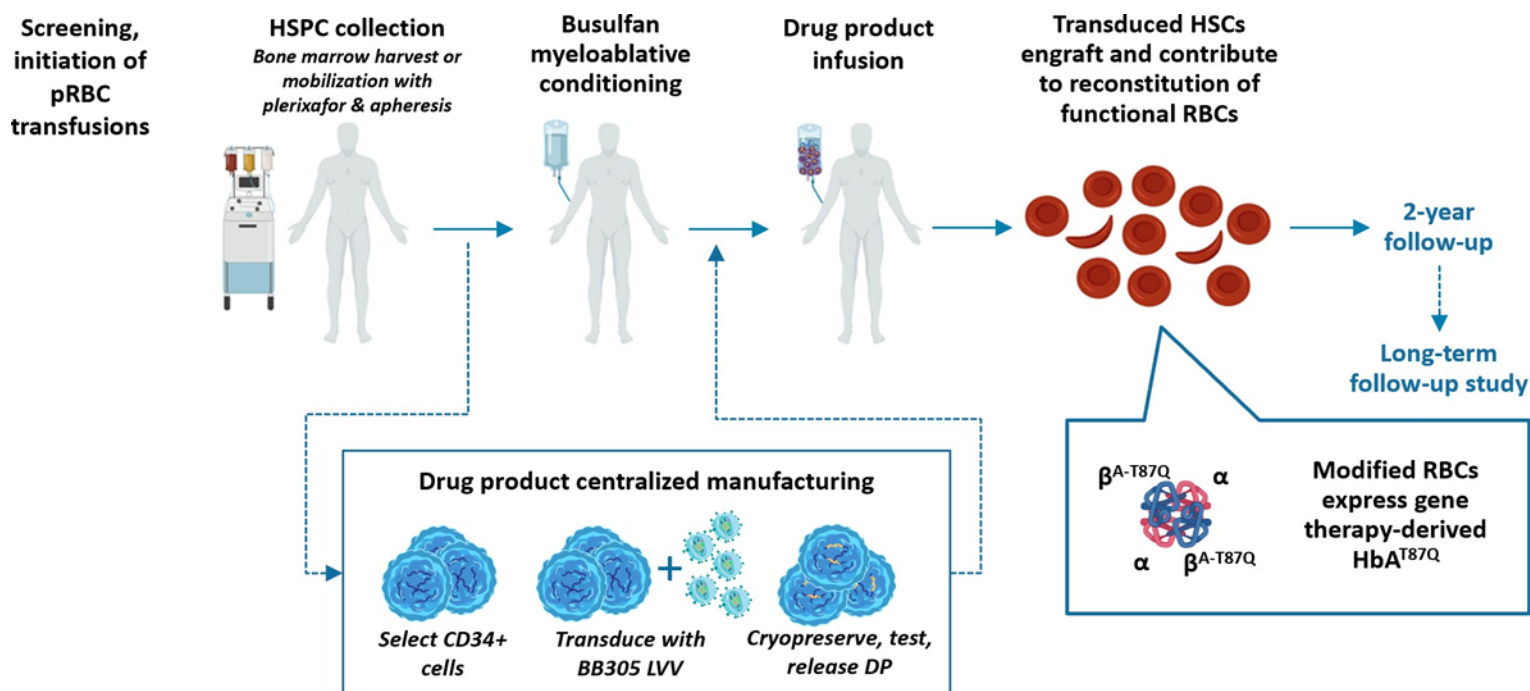 Screening,
initiation of
pRBC
transfusions
HSPC collection
Bone marrow harvest or
mobilization with
plerixafor & apheresis
Busulfan
myeloablative
conditioning
Drug product
infusion
Transduced HSCs
engraft and contribute
to reconstitution of
functional RBCs
2-year
follow-up
Long-term
follow-up study
Drug product centralized manufacturing
+
Select CD34+
cells
Transduce with
BB305 LVV
Cryopreserve, test,
release DP
βᴬ⁻ᵀ⁸⁷Q α
α βᴬ⁻ᵀ⁸⁷Q
Modified RBCs
express gene
therapy-derived
HbAᵀ⁸⁷Q